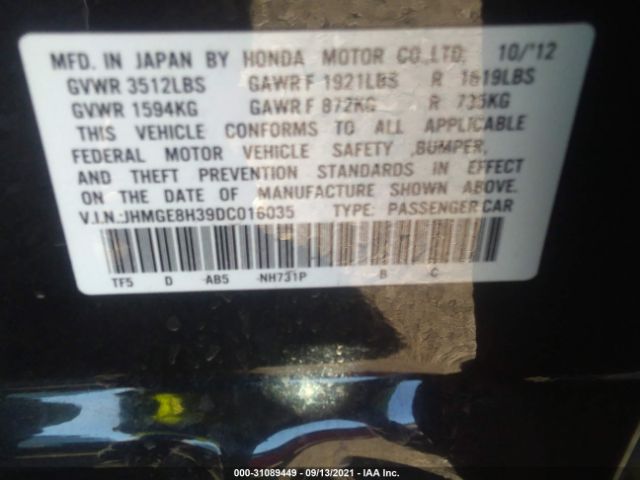 MFD. IN JAPAN BY HONDA MOTOR CO.,LTD. 10/'12
GVWR 3512LBS GAWR F 1921LBS R 1619LBS
GVWR 1594KG GAWR F 872KG R 735KG
THIS VEHICLE CONFORMS TO ALL APPLICABLE
FEDERAL MOTOR VEHICLE SAFETY ,BUMPER,
AND THEFT PREVENTION STANDARDS IN EFFECT
ON THE DATE OF MANUFACTURE SHOWN ABOVE.
V.I.N.:JHMGE8H39DC016035 TYPE: PASSENGER CAR
TF5 D AB5 NH731P B C
000-31089449 - 09/13/2021 - IAA Inc.